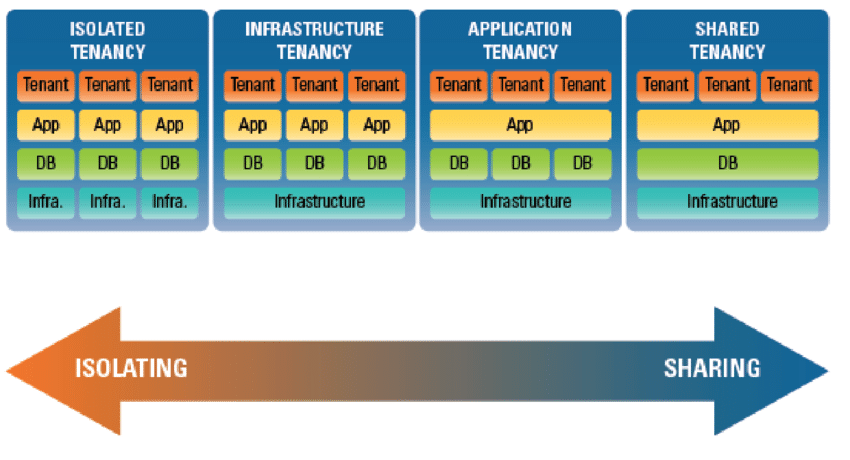 ISOLATED
TENANCY
Tenant Tenant Tenant
App App App
DB DB DB
Infra. Infra. Infra.
INFRASTRUCTURE
TENANCY
Tenant Tenant Tenant
App App App
DB DB DB
Infrastructure
APPLICATION
TENANCY
Tenant Tenant Tenant
App
DB DB DB
Infrastructure
SHARED
TENANCY
Tenant Tenant Tenant
App
DB
Infrastructure
ISOLATING
SHARING